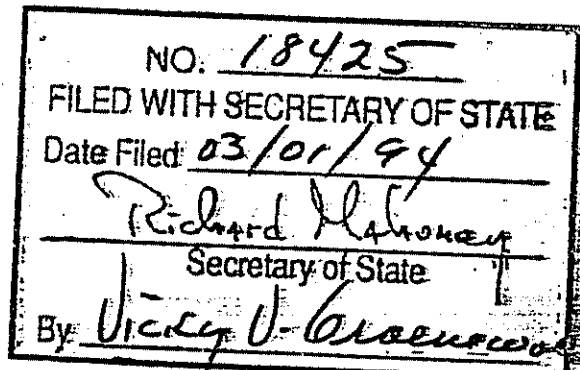 NO. 18425
FILED WITH SECRETARY OF STATE
Date Filed 03/01/94
Richard Mahoney
Secretary of State
By Vicky V.